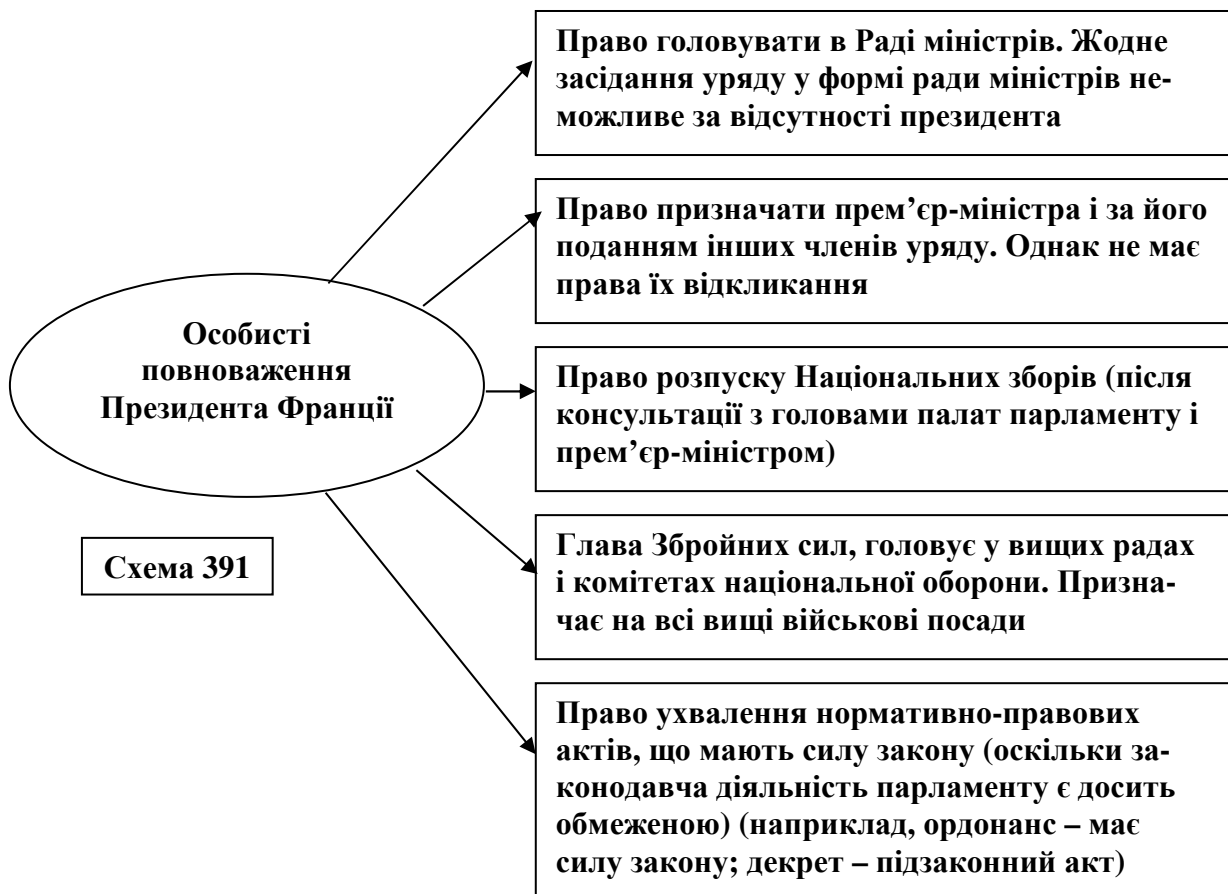 Право головувати в Раді міністрів. Жодне
засідання уряду у формі ради міністрів не-
можливе за відсутності президента
Право призначати прем’єр-міністра і за його
поданням інших членів уряду. Однак не має
права їх відкликання
Особисті
повноваження
Президента Франції
Право розпуску Національних зборів (після
консультації з головами палат парламенту і
прем’єр-міністром)
Схема 391
Глава Збройних сил, головує у вищих радах
і комітетах національної оборони. Призна-
чає на всі вищі військові посади
Право ухвалення нормативно-правових
актів, що мають силу закону (оскільки за-
конодавча діяльність парламенту є досить
обмеженою) (наприклад, ордонанс – має
силу закону; декрет – підзаконний акт)